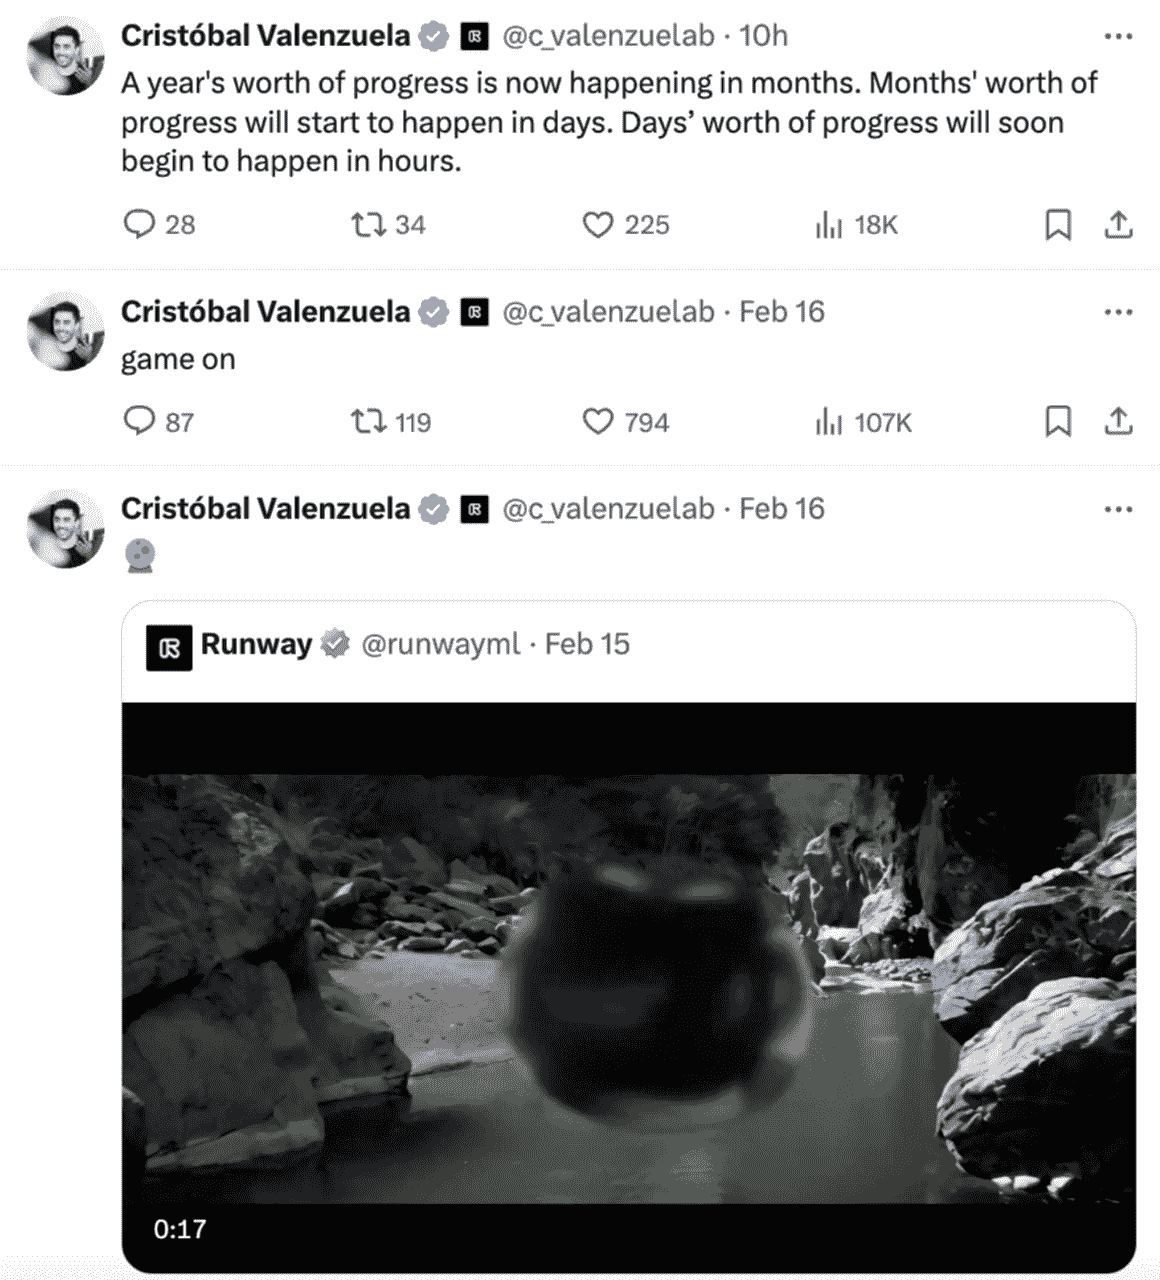 Cristóbal Valenzuela @c_valenzuelab · 10h
A year's worth of progress is now happening in months. Months' worth of
progress will start to happen in days. Days’ worth of progress will soon
begin to happen in hours.
28 34 225 18K
Cristóbal Valenzuela @c_valenzuelab · Feb 16
game on
87 119 794 107K
Cristóbal Valenzuela @c_valenzuelab · Feb 16
Runway @runwayml · Feb 15
0:17